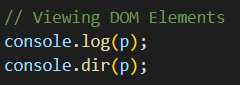 // Viewing DOM Elements
console.log(p);
console.dir(p);